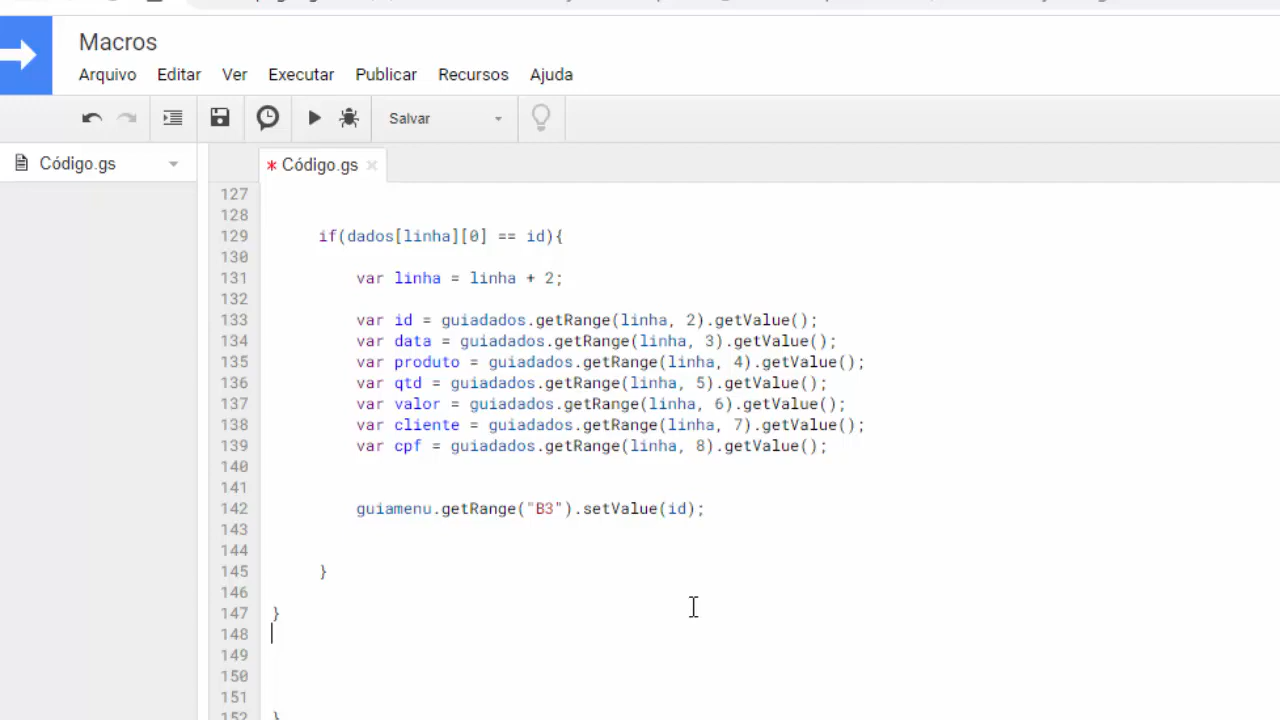 Macros
Arquivo Editar Ver Executar Publicar Recursos Ajuda
Salvar
Código.gs
* Código.gs ×
127
128
129 if(dados[linha][0] == id){
130
131 var linha = linha + 2;
132
133 var id = guiadados.getRange(linha, 2).getValue();
134 var data = guiadados.getRange(linha, 3).getValue();
135 var produto = guiadados.getRange(linha, 4).getValue();
136 var qtd = guiadados.getRange(linha, 5).getValue();
137 var valor = guiadados.getRange(linha, 6).getValue();
138 var cliente = guiadados.getRange(linha, 7).getValue();
139 var cpf = guiadados.getRange(linha, 8).getValue();
140
141
142 guiamenu.getRange("B3").setValue(id);
143
144
145 }
146
147 }
148
149
150
151
152 }